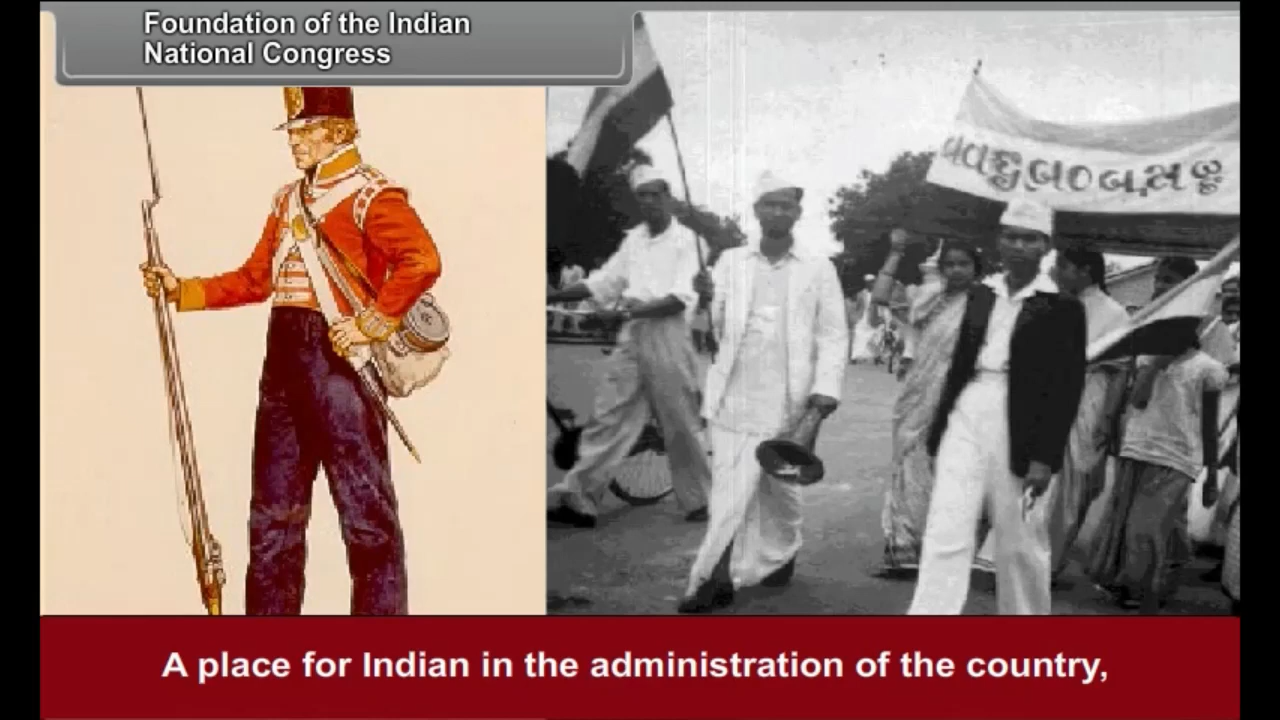 Foundation of the Indian
National Congress
A place for Indian in the administration of the country,